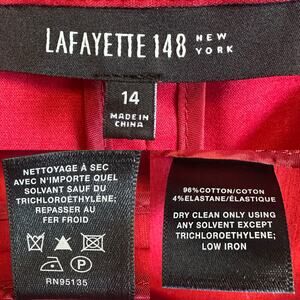 LAFAYETTE 148 NEW YORK
14
MADE IN
CHINA
NETTOYAGE À SEC
AVEC N'IMPORTE QUEL
SOLVANT SAUF DU
TRICHLOROETHYLÈNE;
REPASSER AU
FER FROID
P
RN95135
96%COTTON/COTON
4%ELASTANE/ÉLASTIQUE
DRY CLEAN ONLY USING
ANY SOLVENT EXCEPT
TRICHLOROETHYLENE;
LOW IRON